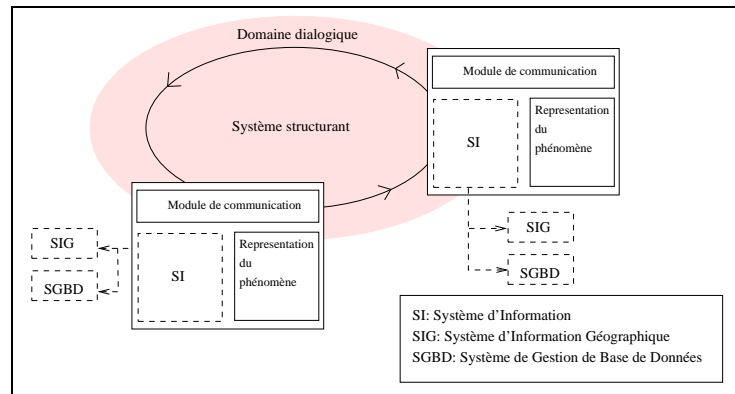 Domaine dialogique
Système structurant
Module de communication
SI
Representation
du
phénomène
SIG
SGBD
Module de communication
SI
Representation
du
phénomène
SIG
SGBD
SI: Système d'Information
SIG: Système d'Information Géographique
SGBD: Système de Gestion de Base de Données